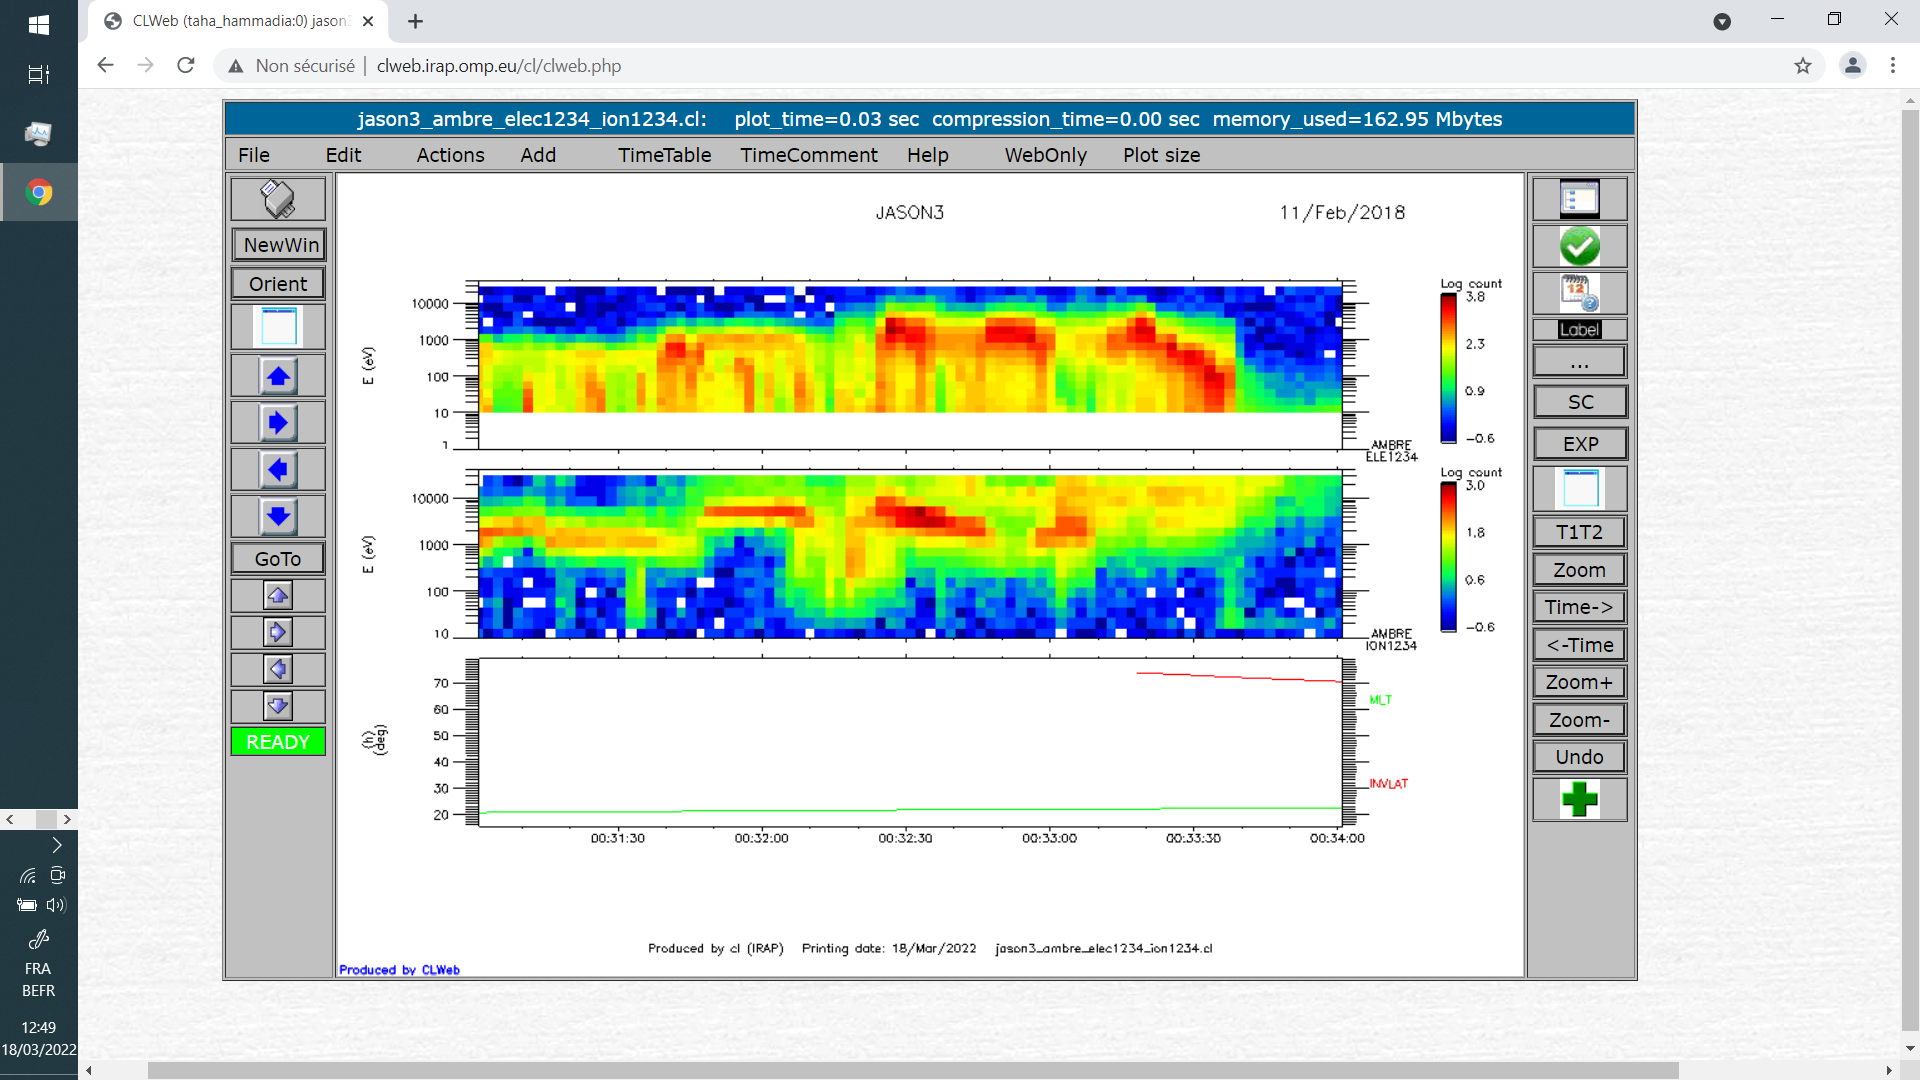 CLWeb (taha_hammadia:0) jason
Non sécurisé | clweb.irap.omp.eu/cl/clweb.php
jason3_ambre_elec1234_ion1234.cl: plot_time=0.03 sec compression_time=0.00 sec memory_used=162.95 Mbytes
File Edit Actions Add TimeTable TimeComment Help WebOnly Plot size
NewWin
Orient
GoTo
READY
JASON3 11/Feb/2018
10000
1000
100
10
1
E (eV)
AMBRE
ELE1234
Log count
3.8
2.3
0.9
-0.6
10000
1000
100
10
E (eV)
AMBRE
ION1234
Log count
3.0
1.8
0.6
-0.6
70
60
50
40
30
20
(h)
(deg)
MLT
INVLAT
00:31:30 00:32:00 00:32:30 00:33:00 00:33:30 00:34:00
Produced by cl (IRAP) Printing date: 18/Mar/2022 jason3_ambre_elec1234_ion1234.cl
Produced by CLWeb
12
Label
...
SC
EXP
T1T2
Zoom
Time->
<-Time
Zoom+
Zoom-
Undo
FRA
BEFR
12:49
18/03/2022